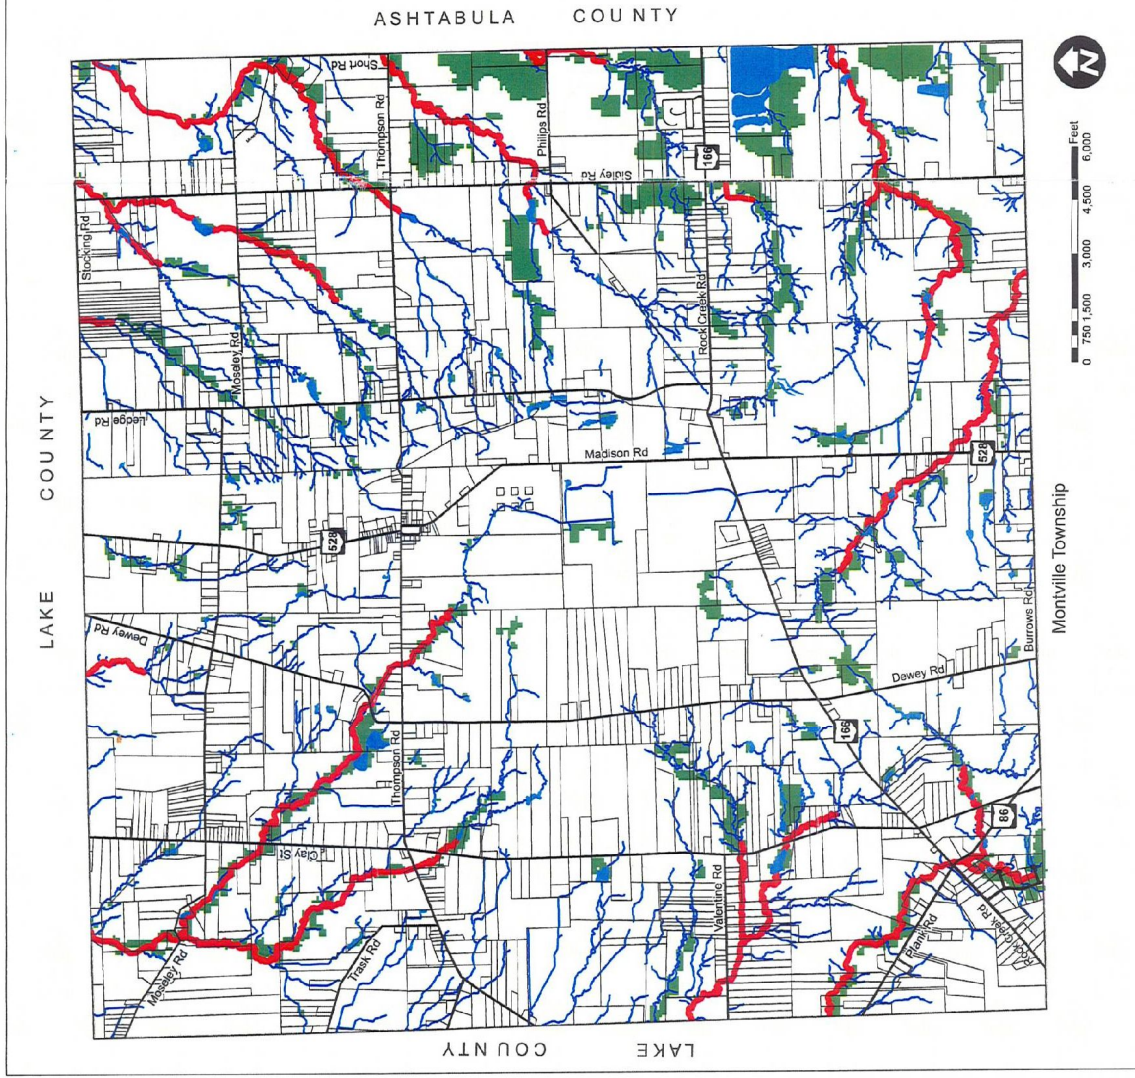 ASHTABULA COUNTY
N
Feet
6,000
4,500
3,000
1,500
750
0
Short Rd
Thompson Rd
Philips Rd
166
Sidley Rd
Stocking Rd
Rock Creek Rd
Moseley Rd
Ledge Rd
LAKE COUNTY
Madison Rd
528
528
Montville Township
Dewey Rd
Burrows Rd
Dewey Rd
166
Thompson Rd
86
Clay St
Valentine Rd
Plank Rd
Rock Creek Rd
Trask Rd
Moseley Rd
LAKE COUNTY